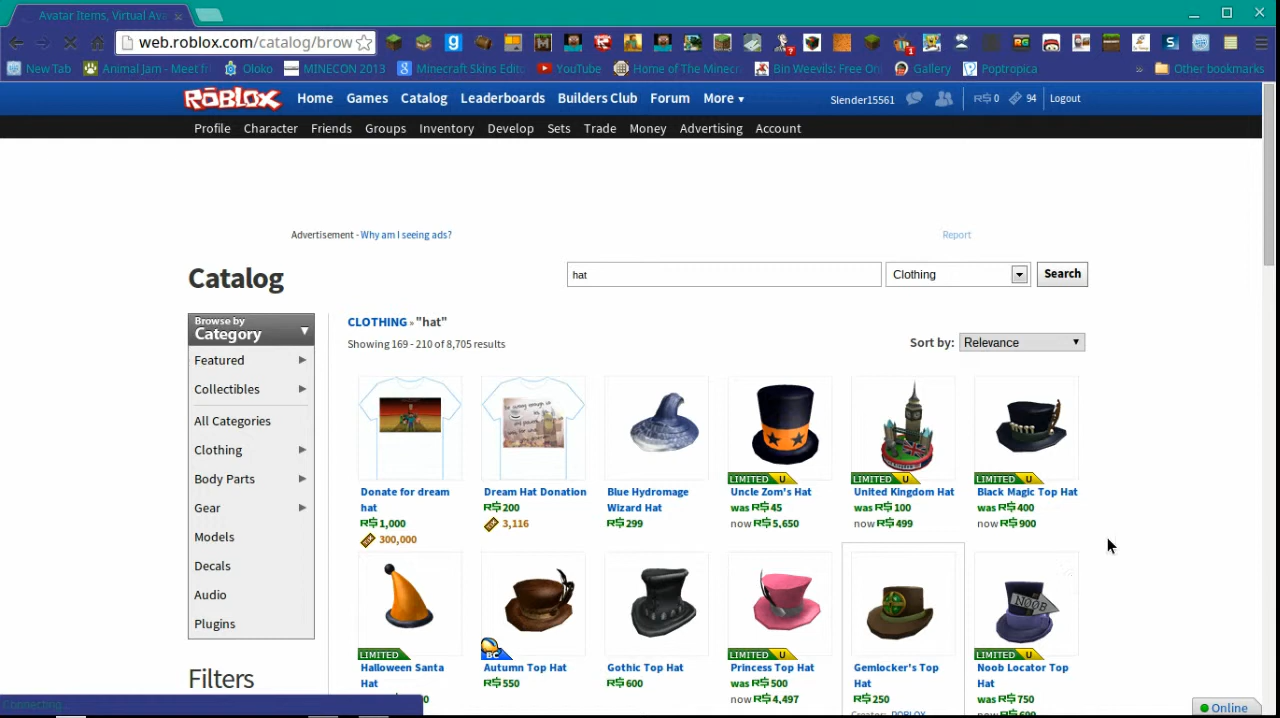 Avatar Items, Virtual Ava
web.roblox.com/catalog/brow
New Tab Animal Jam - Meet f Oloko MINECON 2013 Minecraft Skins Edito YouTube Home of The Minec Bin Weevils: Free On Gallery Poptropica » Other bookmarks
ROBLOX Home Games Catalog Leaderboards Builders Club Forum More ▾ Slender15561 R$ 0 94 Logout
Profile Character Friends Groups Inventory Develop Sets Trade Money Advertising Account
Advertisement - Why am I seeing ads? Report
Catalog hat Clothing Search
Browse by
Category
CLOTHING » "hat"
Showing 169 - 210 of 8,705 results Sort by: Relevance
Featured
Collectibles
All Categories
Clothing
Body Parts
Gear
Models
Decals
Audio
Plugins
Filters
LIMITED U LIMITED U LIMITED U
Donate for dream hat
R$ 1,000
300,000
Dream Hat Donation
R$ 200
3,116
Blue Hydromage Wizard Hat
R$ 299
Uncle Zom's Hat
was R$ 45
now R$ 5,650
United Kingdom Hat
was R$ 100
now R$ 499
Black Magic Top Hat
was R$ 400
now R$ 900
NOOB
LIMITED BC LIMITED U LIMITED U
Halloween Santa Hat
Autumn Top Hat
R$ 550
Gothic Top Hat
R$ 600
Princess Top Hat
was R$ 500
now R$ 4,497
Gemlocker's Top Hat
R$ 250
Creator: ROBLOX
Noob Locator Top Hat
was R$ 750
Connecting...
Online